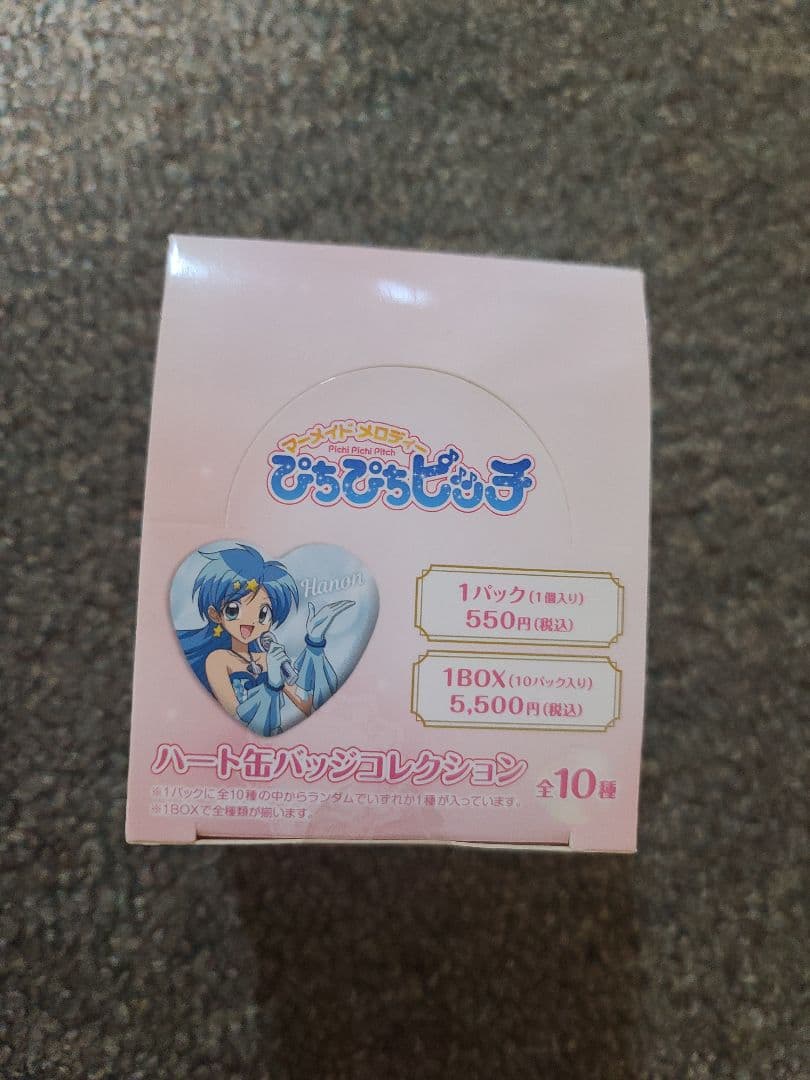 マーメイド メロディー
Pichi Pichi Pitch
ぴちぴちピッチ
Hanon
1パック(1個入り)
550円(税込)
1BOX(10パック入り)
5,500円(税込)
ハート缶バッジコレクション
全10種
※1パックに全10種の中からランダムでいずれか1種が入っています。
※1BOXで全種類が揃います。